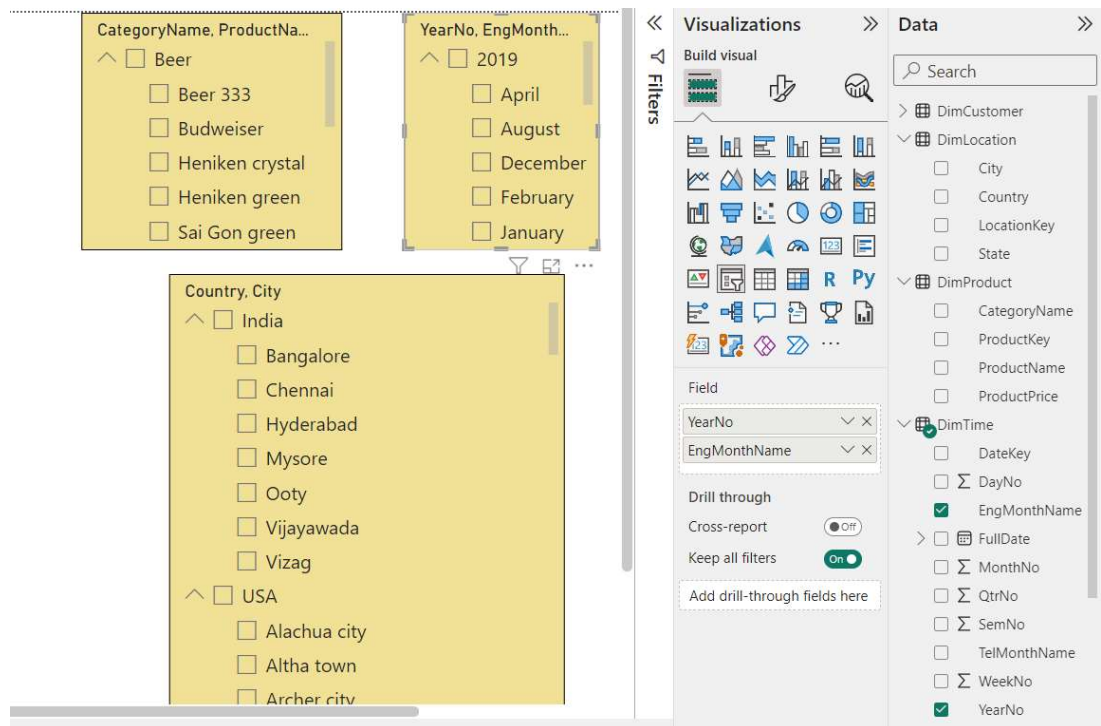 CategoryName, ProductNa...
Beer
Beer 333
Budweiser
Heniken crystal
Heniken green
Sai Gon green
YearNo, EngMonth...
2019
April
August
December
February
January
Country, City
India
Bangalore
Chennai
Hyderabad
Mysore
Ooty
Vijayawada
Vizag
USA
Alachua city
Altha town
Archer city
Filters
Visualizations
Build visual
123
R
Py
123
Field
YearNo
EngMonthName
Drill through
Cross-report
Off
Keep all filters
On
Add drill-through fields here
Data
Search
DimCustomer
DimLocation
City
Country
LocationKey
State
DimProduct
CategoryName
ProductKey
ProductName
ProductPrice
DimTime
DateKey
DayNo
EngMonthName
FullDate
MonthNo
QtrNo
SemNo
TelMonthName
WeekNo
YearNo